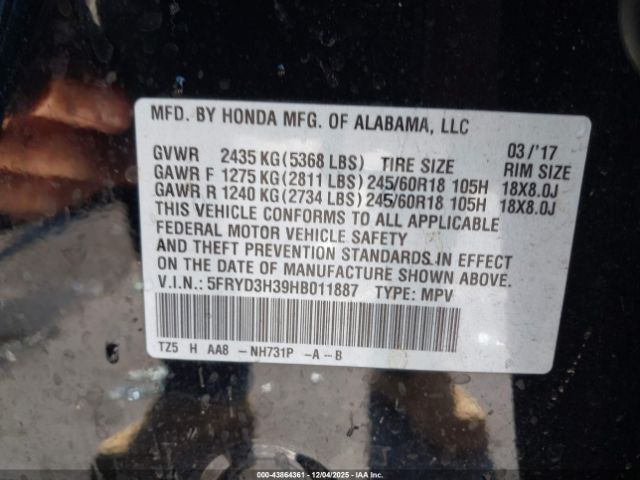 MFD. BY HONDA MFG. OF ALABAMA, LLC
03/'17
GVWR 2435 KG(5368 LBS) TIRE SIZE RIM SIZE
GAWR F 1275 KG(2811 LBS) 245/60R18 105H 18X8.0J
GAWR R 1240 KG(2734 LBS) 245/60R18 105H 18X8.0J
THIS VEHICLE CONFORMS TO ALL APPLICABLE
FEDERAL MOTOR VEHICLE SAFETY
AND THEFT PREVENTION STANDARDS IN EFFECT
ON THE DATE OF MANUFACTURE SHOWN ABOVE.
V.I.N.: 5FRYD3H39HB011887 TYPE: MPV
TZ5 H AA8 - NH731P -A-B
000-43864361 - 12/04/2025 - IAAI.COM